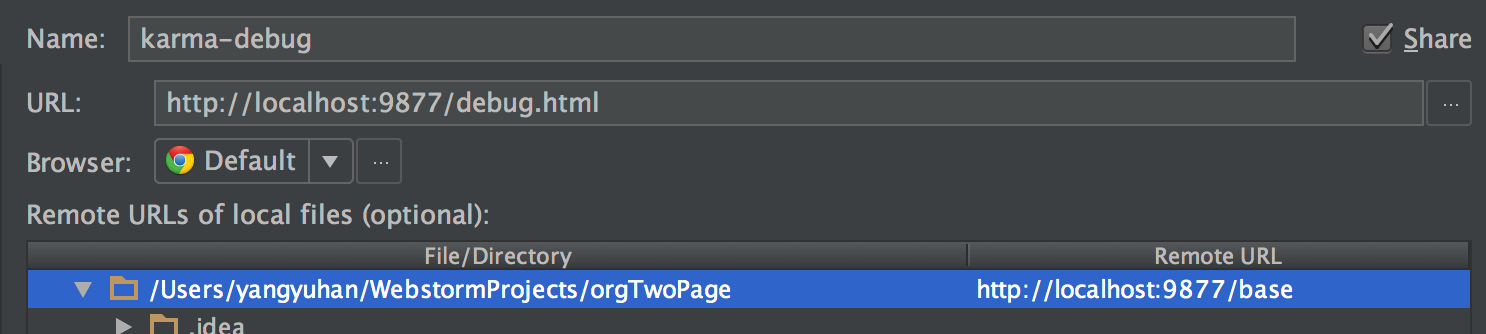 Name: karma-debug Share
URL: http://localhost:9877/debug.html ...
Browser: Default ...
Remote URLs of local files (optional):
File/Directory Remote URL
/Users/yangyuhan/WebstormProjects/orgTwoPage http://localhost:9877/base
.idea